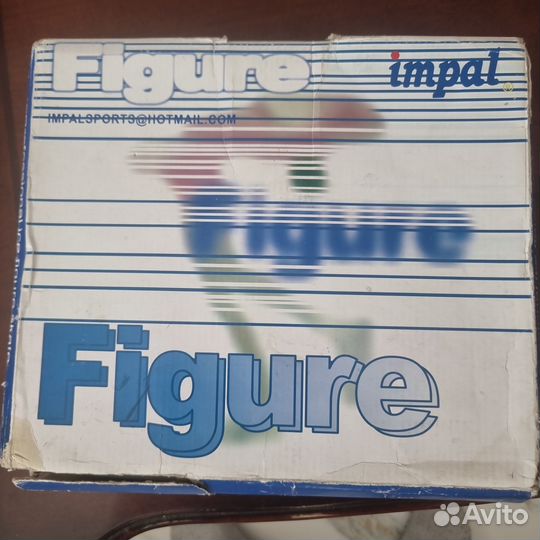 Figure impal
IMPALSPORTS@HOTMAIL.COM
Figure
Figure
Avito